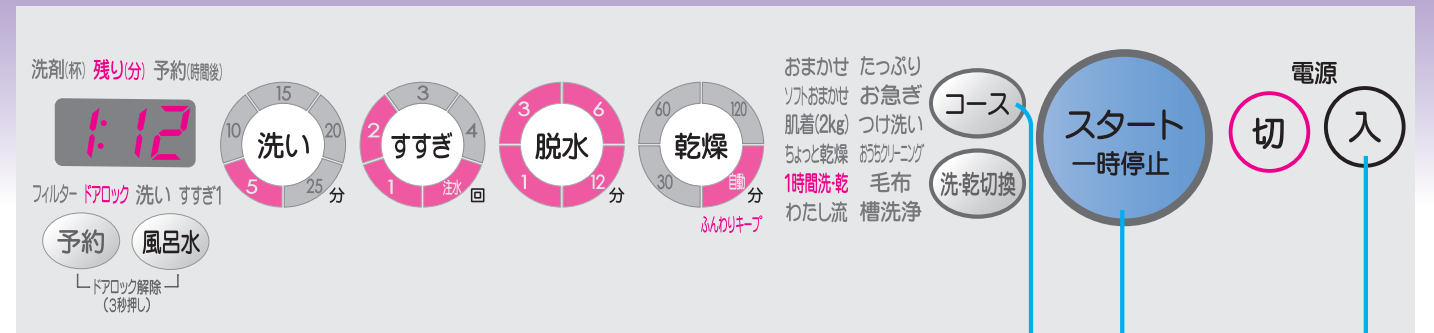 洗剤(杯) 残り(分) 予約(時間後)
1:12
フィルター ドアロック 洗い すすぎ1
予約 風呂水
ドアロック解除
(3秒押し)
15
10 洗い 20
5 25 分
3
2 すすぎ 4
1 注水 回
3 6
脱水
1 12 分
60 120
乾燥
30 自動 分
ふんわりキープ
おまかせ たっぷり
ソフトおまかせ お急ぎ
肌着(2kg) つけ洗い
ちょっと乾燥 おうちクリーニング
1時間洗・乾 毛布
わたし流 槽洗浄
コース
洗・乾切換
スタート
一時停止
電源
切 入